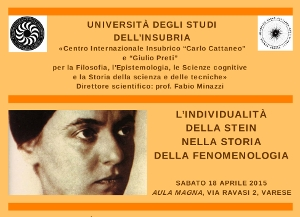 UNIVERSITÀ DEGLI STUDI
DELL'INSUBRIA
«Centro Internazionale Insubrico "Carlo Cattaneo"
e "Giulio Preti"
per la Filosofia, l'Epistemologia, le Scienze cognitive
e la Storia della scienza e delle tecniche»
Direttore scientifico: prof. Fabio Minazzi
L'INDIVIDUALITÀ
DELLA STEIN
NELLA STORIA
DELLA FENOMENOLOGIA
SABATO 18 APRILE 2015
AULA MAGNA, VIA RAVASI 2, VARESE